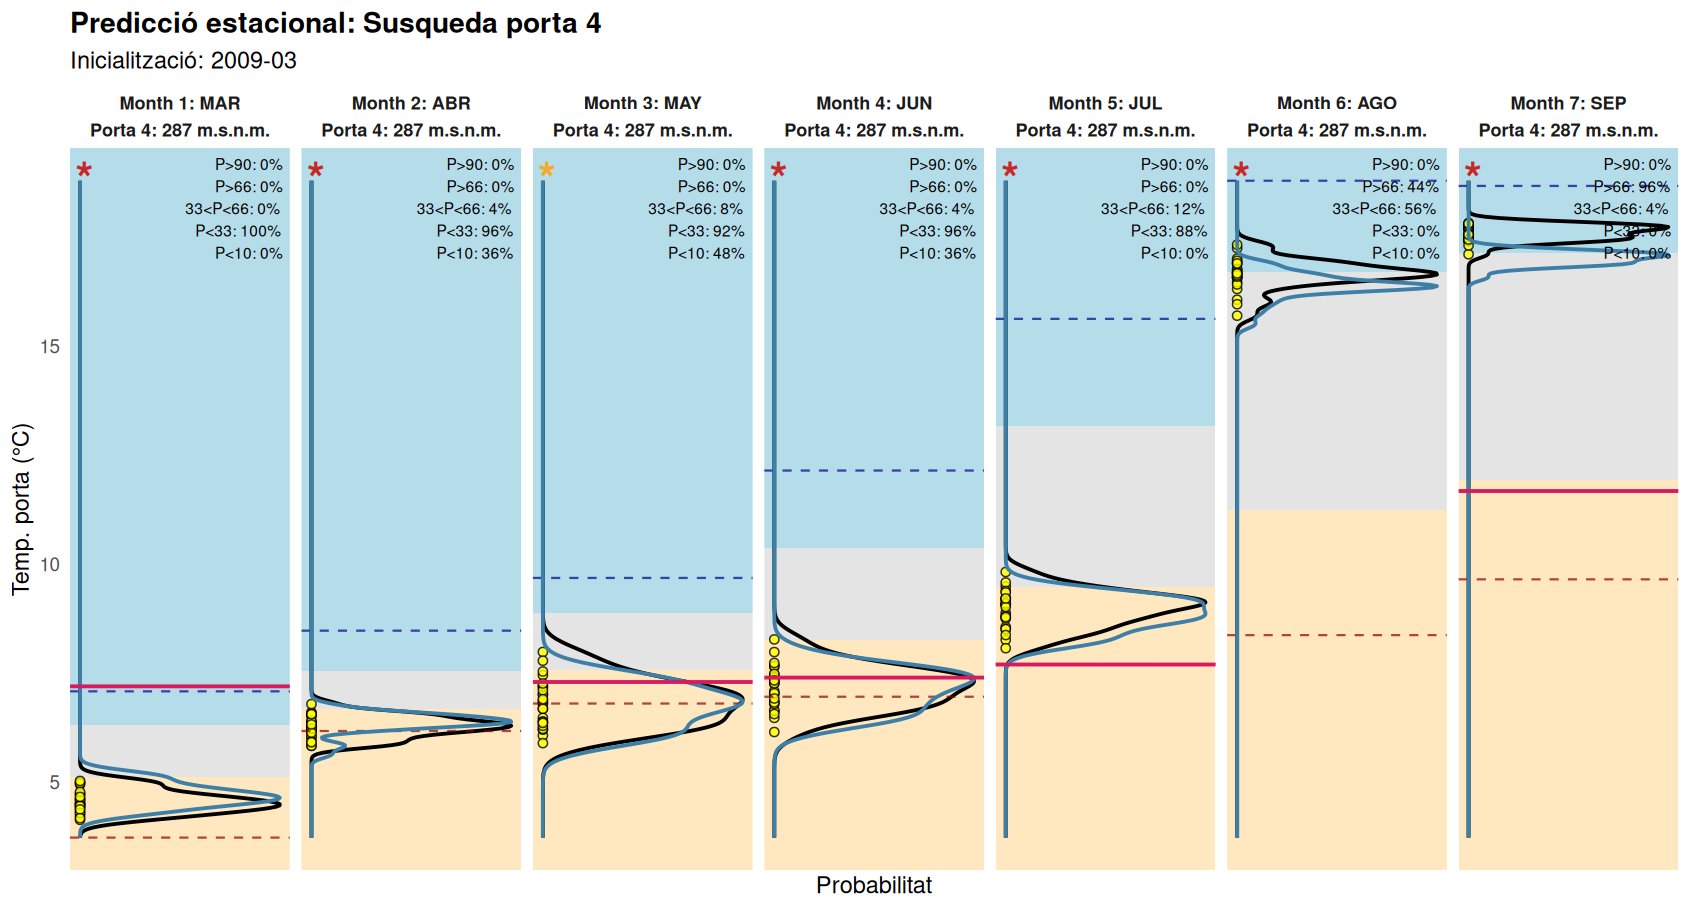 Predicció estacional: Susqueda porta 4
Inicialització: 2009-03
Month 1: MAR
Porta 4: 287 m.s.n.m.
*
P>90: 0%
P>66: 0%
33<P<66: 0%
P<33: 100%
P<10: 0%
Month 2: ABR
Porta 4: 287 m.s.n.m.
*
P>90: 0%
P>66: 0%
33<P<66: 4%
P<33: 96%
P<10: 36%
Month 3: MAY
Porta 4: 287 m.s.n.m.
*
P>90: 0%
P>66: 0%
33<P<66: 8%
P<33: 92%
P<10: 48%
Month 4: JUN
Porta 4: 287 m.s.n.m.
*
P>90: 0%
P>66: 0%
33<P<66: 4%
P<33: 96%
P<10: 36%
Month 5: JUL
Porta 4: 287 m.s.n.m.
*
P>90: 0%
P>66: 0%
33<P<66: 12%
P<33: 88%
P<10: 0%
Month 6: AGO
Porta 4: 287 m.s.n.m.
*
P>90: 0%
P>66: 44%
33<P<66: 56%
P<33: 0%
P<10: 0%
Month 7: SEP
Porta 4: 287 m.s.n.m.
*
P>90: 0%
P>66: 96%
33<P<66: 4%
P<33: 0%
P<10: 0%
15
10
5
Temp. porta (°C)
Probabilitat